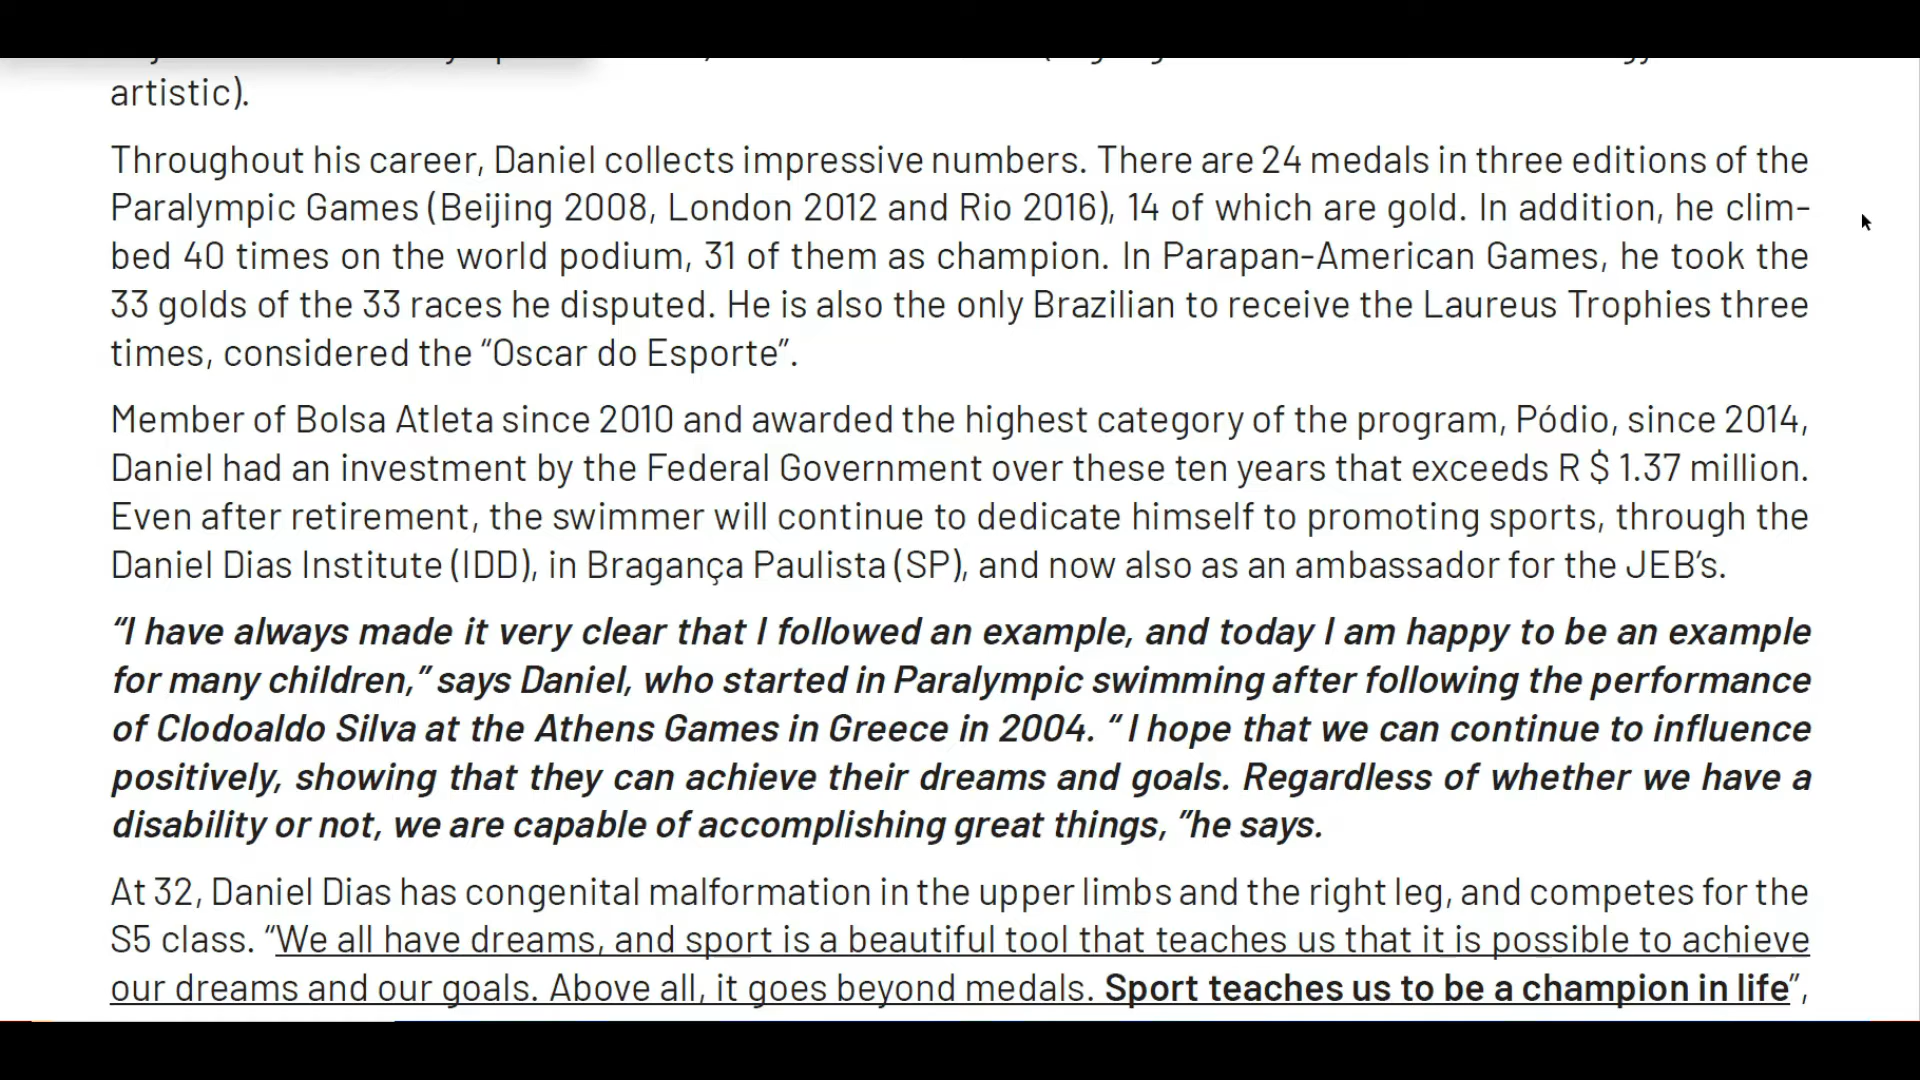 artistic).
Throughout his career, Daniel collects impressive numbers. There are 24 medals in three editions of the
Paralympic Games (Beijing 2008, London 2012 and Rio 2016), 14 of which are gold. In addition, he clim-
bed 40 times on the world podium, 31 of them as champion. In Parapan-American Games, he took the
33 golds of the 33 races he disputed. He is also the only Brazilian to receive the Laureus Trophies three
times, considered the “Oscar do Esporte”.
Member of Bolsa Atleta since 2010 and awarded the highest category of the program, Pódio, since 2014,
Daniel had an investment by the Federal Government over these ten years that exceeds R $ 1.37 million.
Even after retirement, the swimmer will continue to dedicate himself to promoting sports, through the
Daniel Dias Institute (IDD), in Bragança Paulista (SP), and now also as an ambassador for the JEB’s.
“I have always made it very clear that I followed an example, and today I am happy to be an example
for many children,” says Daniel, who started in Paralympic swimming after following the performance
of Clodoaldo Silva at the Athens Games in Greece in 2004. “ I hope that we can continue to influence
positively, showing that they can achieve their dreams and goals. Regardless of whether we have a
disability or not, we are capable of accomplishing great things, ”he says.
At 32, Daniel Dias has congenital malformation in the upper limbs and the right leg, and competes for the
S5 class. “We all have dreams, and sport is a beautiful tool that teaches us that it is possible to achieve
our dreams and our goals. Above all, it goes beyond medals. Sport teaches us to be a champion in life”,